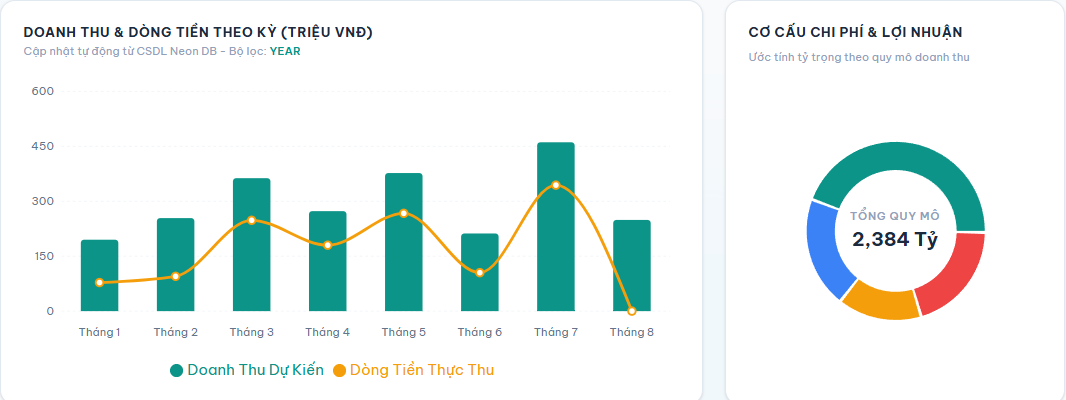 DOANH THU & DÒNG TIỀN THEO KỲ (TRIỆU VNĐ)
Cập nhật tự động từ CSDL Neon DB - Bộ lọc: YEAR
600
450
300
150
0
Tháng 1 Tháng 2 Tháng 3 Tháng 4 Tháng 5 Tháng 6 Tháng 7 Tháng 8
Doanh Thu Dự Kiến Dòng Tiền Thực Thu
CƠ CẤU CHI PHÍ & LỢI NHUẬN
Ước tính tỷ trọng theo quy mô doanh thu
TỔNG QUY MÔ
2,384 Tỷ